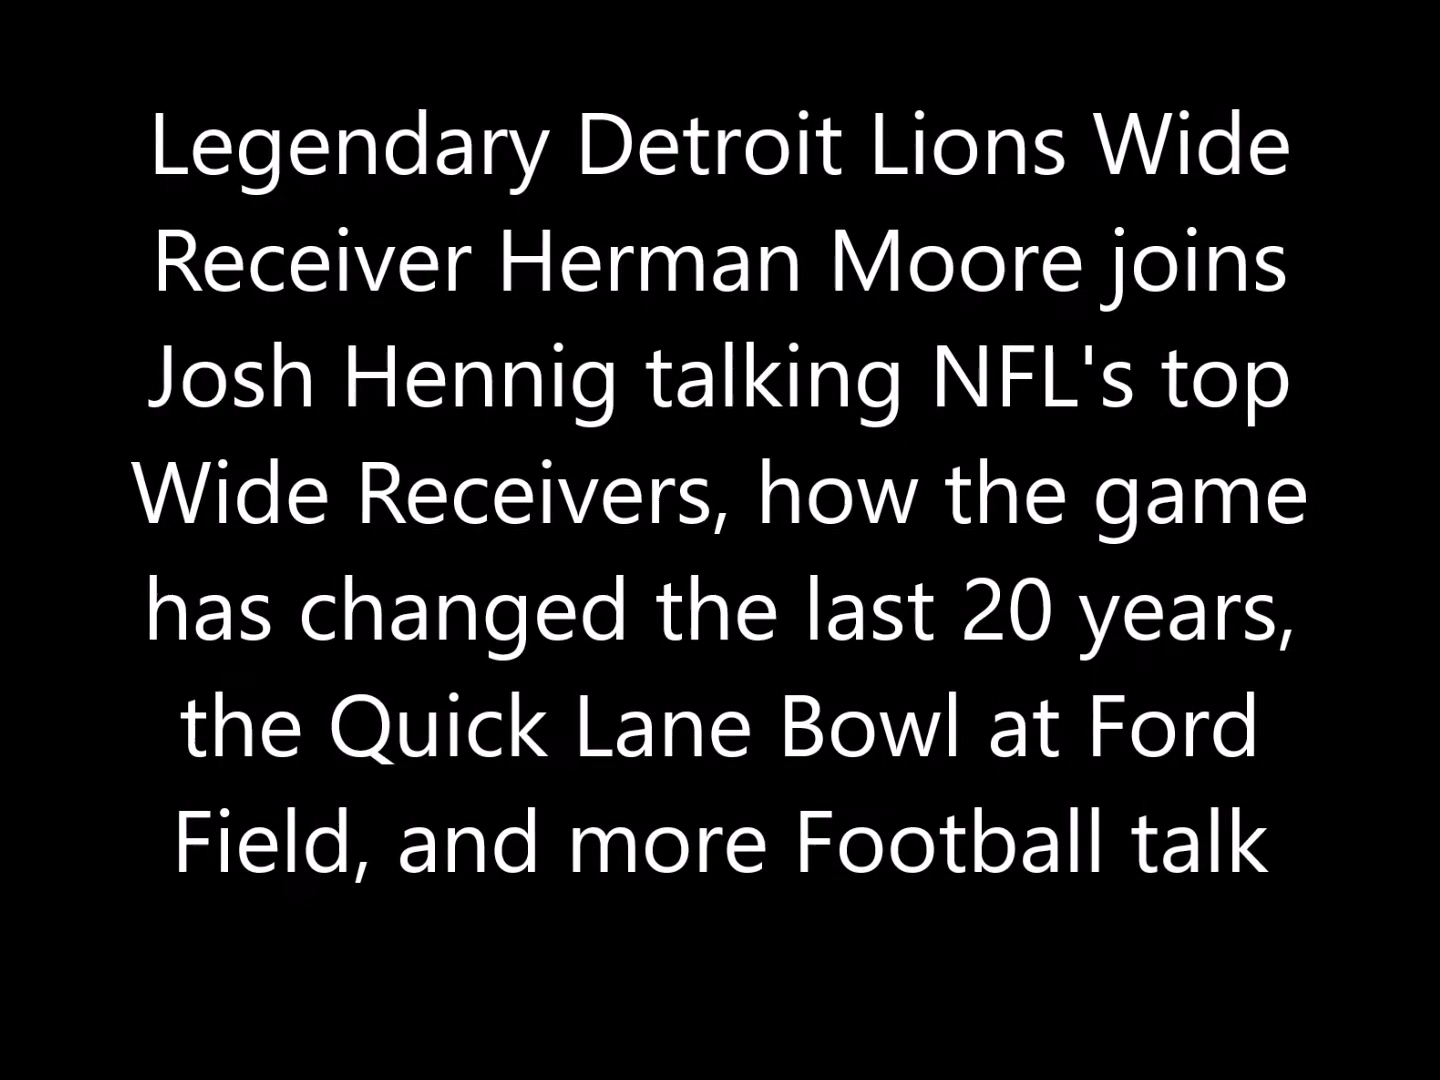 Legendary Detroit Lions Wide
Receiver Herman Moore joins
Josh Hennig talking NFL's top
Wide Receivers, how the game
has changed the last 20 years,
the Quick Lane Bowl at Ford
Field, and more Football talk